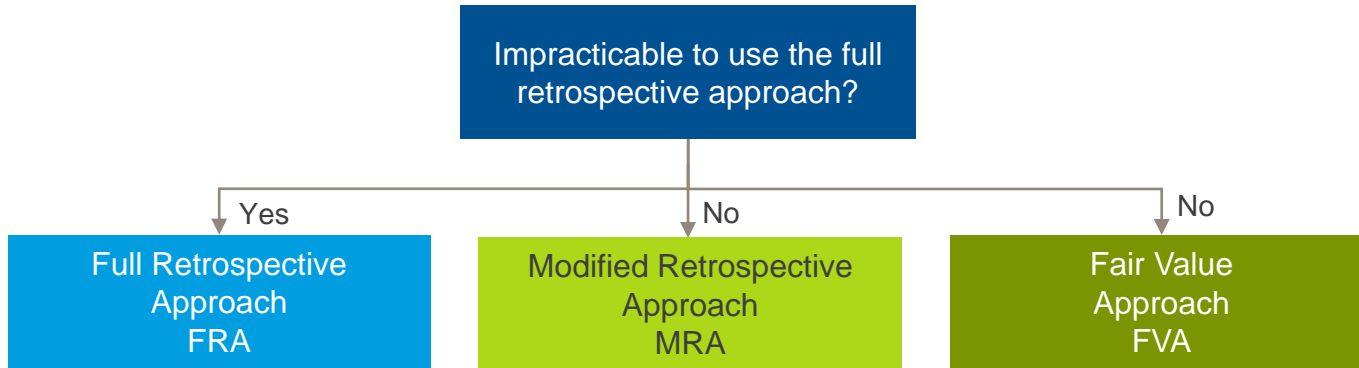 Impracticable to use the full
retrospective approach?
Yes
No
No
Full Retrospective
Approach
FRA
Modified Retrospective
Approach
MRA
Fair Value
Approach
FVA